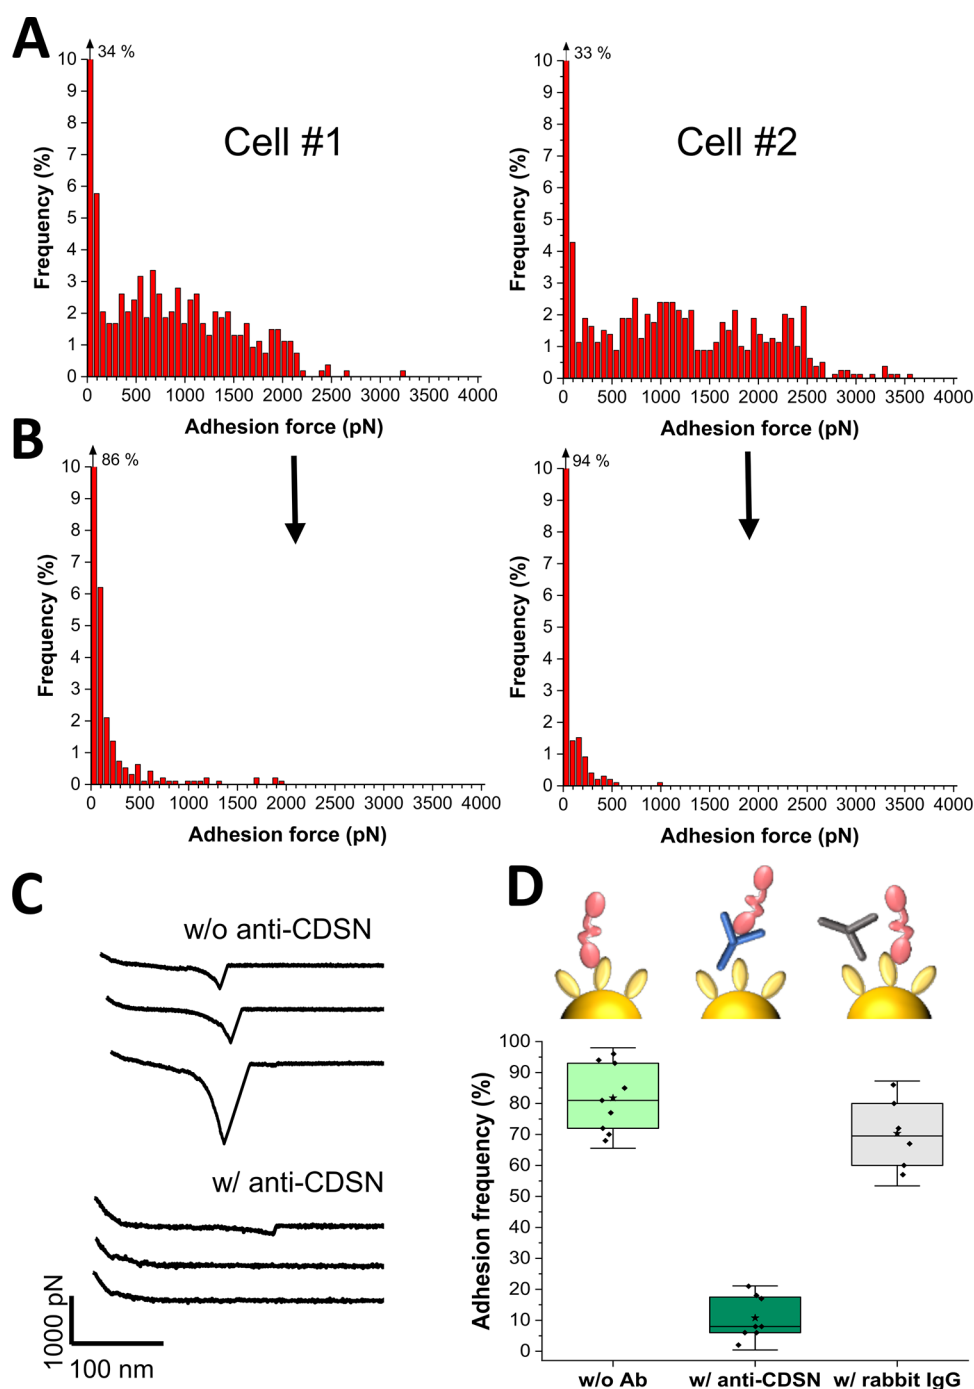 A
34 %
33 %
Cell #1
Cell #2
Frequency (%)
10
9
8
7
6
5
4
3
2
1
0
0 500 1000 1500 2000 2500 3000 3500 4000
Adhesion force (pN)
Frequency (%)
10
9
8
7
6
5
4
3
2
1
0
0 500 1000 1500 2000 2500 3000 3500 4000
Adhesion force (pN)
B
86 %
94 %
Frequency (%)
10
9
8
7
6
5
4
3
2
1
0
0 500 1000 1500 2000 2500 3000 3500 4000
Adhesion force (pN)
Frequency (%)
10
9
8
7
6
5
4
3
2
1
0
0 500 1000 1500 2000 2500 3000 3500 4000
Adhesion force (pN)
C
w/o anti-CDSN
w/ anti-CDSN
1000 pN
100 nm
D
Adhesion frequency (%)
100
90
80
70
60
50
40
30
20
10
0
w/o Ab w/ anti-CDSN w/ rabbit IgG